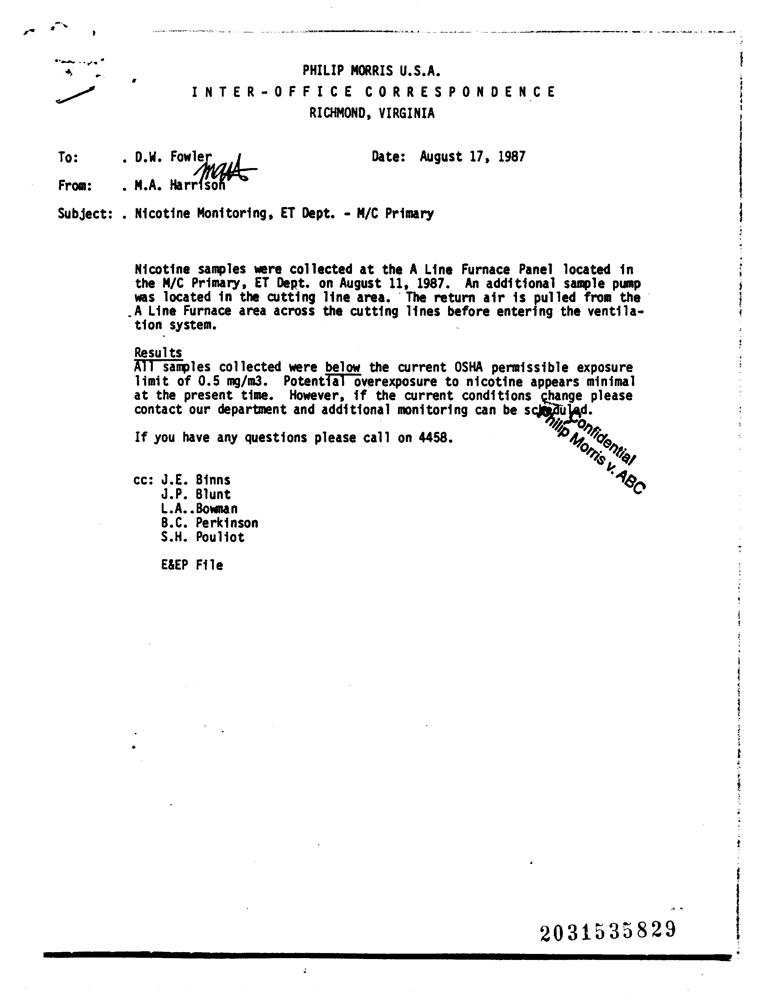 PHILIP MORRIS U.S.A.
INTER-OFFICE CORRESPONDENCE
RICHMOND, VIRGINIA
To: . D.W. Fowler Date: August 17, 1987
From: . M.A. Harrison
Subject: . Nicotine Monitoring, ET Dept. - M/C Primary
Nicotine samples were collected at the A Line Furnace Panel located in
the M/C Primary, ET Dept. on August 11, 1987. An additional sample pump
was located in the cutting line area. The return air is pulled from the
A Line Furnace area across the cutting lines before entering the ventila-
tion system.
Results
All samples collected were below the current OSHA permissible exposure
limit of 0.5 mg/m3. Potential overexposure to nicotine appears minimal
at the present time. However, if the current conditions change please
contact our department and additional monitoring can be scheduled.
Confidential
Philip Morris v. ABC
If you have any questions please call on 4458.
cc: J.E. Binns
J.P. Blunt
L.A..Bowman
B.C. Perkinson
S.H. Pouliot
E&EP File
2031535829